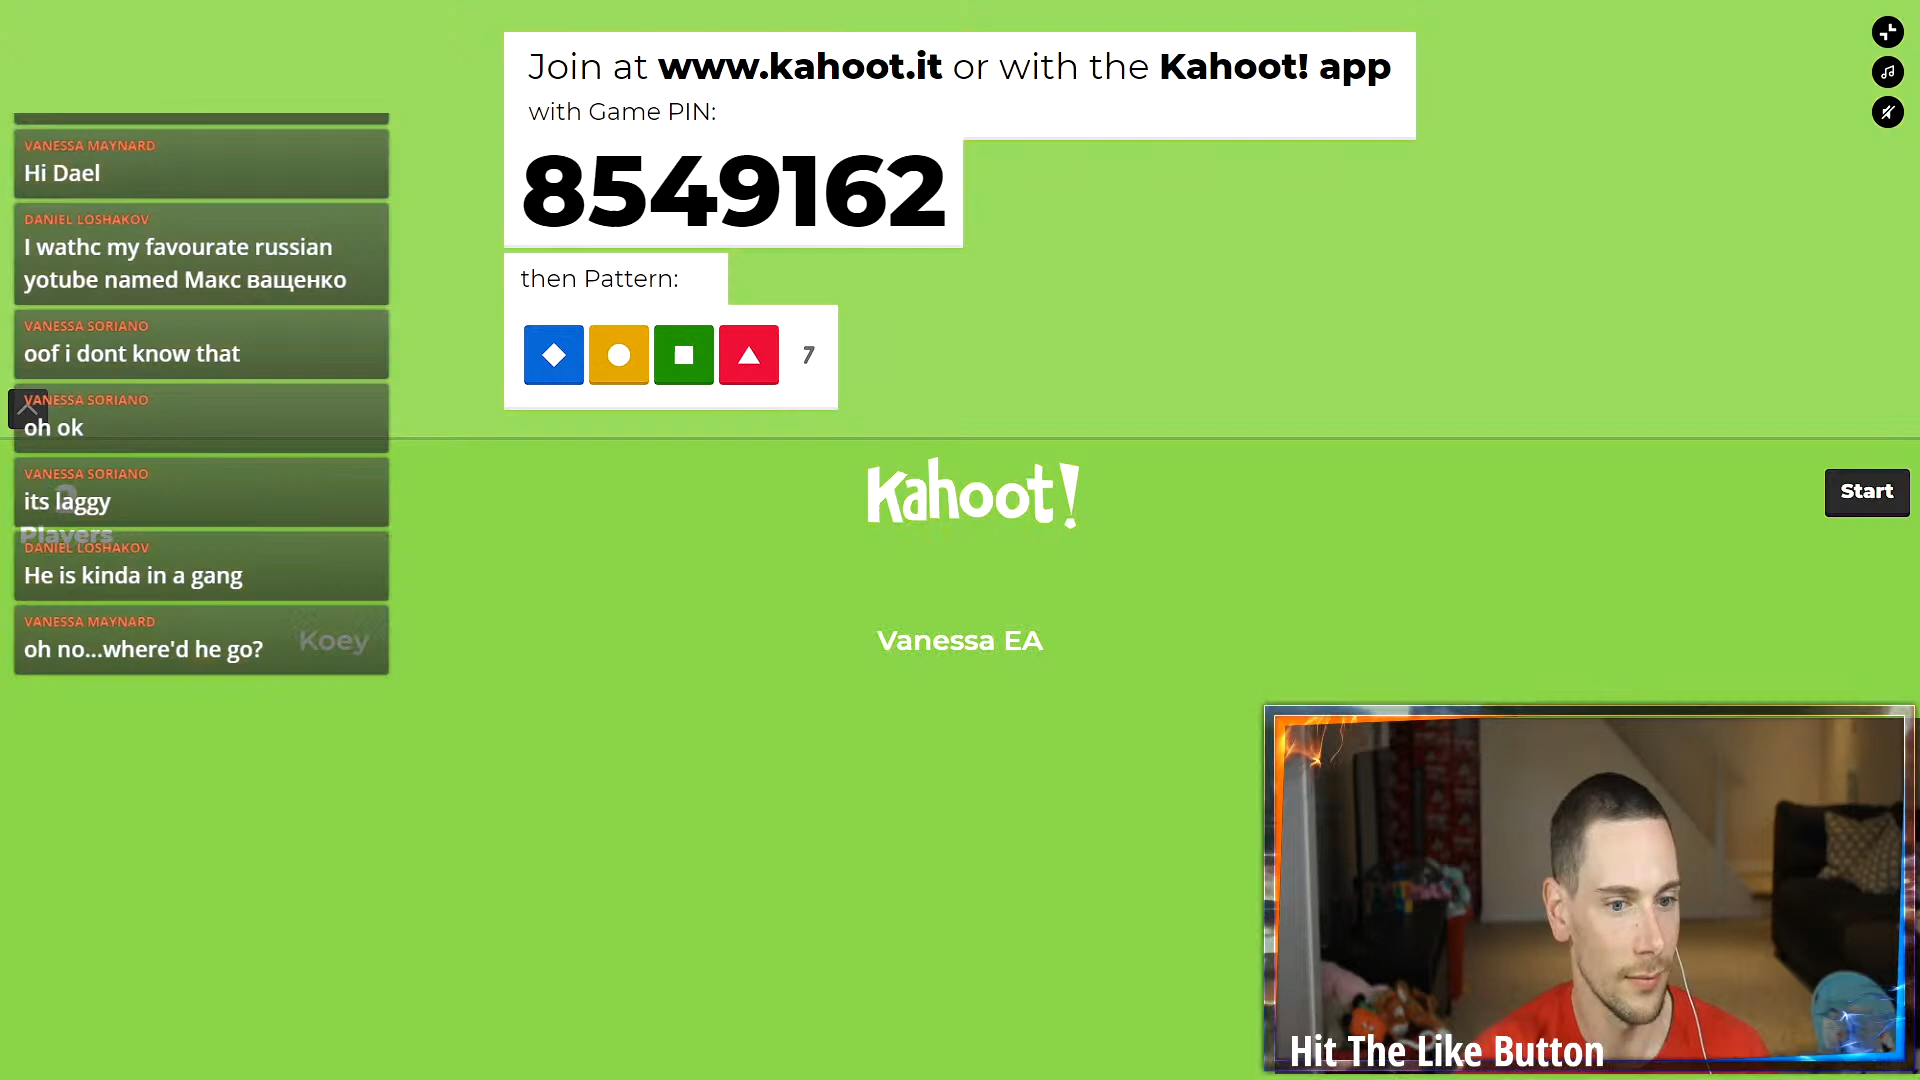 Join at www.kahoot.it or with the Kahoot! app
with Game PIN:
8549162
then Pattern:
7
VANESSA MAYNARD
Hi Dael
DANIEL LOSHAKOV
I wathc my favourate russian
yotube named Макс ващенко
VANESSA SORIANO
oof i dont know that
VANESSA SORIANO
oh ok
VANESSA SORIANO
its laggy
Players
DANIEL LOSHAKOV
He is kinda in a gang
VANESSA MAYNARD
oh no...where'd he go?
Koey
Kahoot!
Start
Vanessa EA
Hit The Like Button